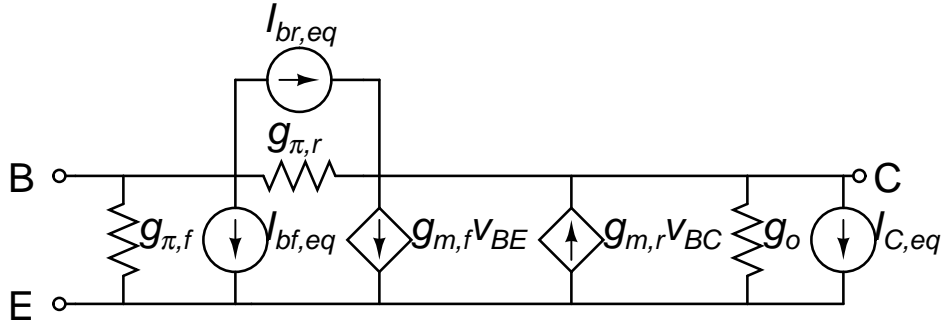 I_{br,eq}
g_{π,r}
B C
g_{π,f} I_{bf,eq} g_{m,f}v_{BE} g_{m,r}v_{BC} g_o I_{C,eq}
E